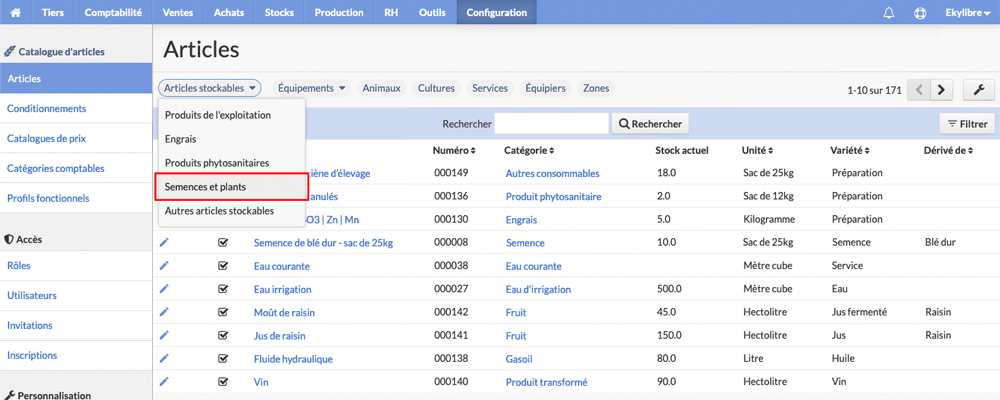 Tiers Comptabilité Ventes Achats Stocks Production RH Outils Configuration Ekylibre
Catalogue d'articles
Articles
Conditionnements
Catalogues de prix
Catégories comptables
Profils fonctionnels
Accès
Rôles
Utilisateurs
Invitations
Inscriptions
Personnalisation
Articles
Articles stockables Équipements Animaux Cultures Services Équipiers Zones 1-10 sur 171
Produits de l'exploitation
Engrais
Produits phytosanitaires
Semences et plants
Autres articles stockables
Rechercher Rechercher Filtrer
Numéro Catégorie Stock actuel Unité Variété Dérivé de
d'élevage 000149 Autres consommables 18.0 Sac de 25kg Préparation
000136 Produit phytosanitaire 2.0 Sac de 12kg Préparation
| Zn | Mn 000130 Engrais 5.0 Kilogramme Préparation
Semence de blé dur - sac de 25kg 000008 Semence 10.0 Sac de 25kg Semence Blé dur
Eau courante 000038 Eau courante Mètre cube Service
Eau irrigation 000027 Eau d'irrigation 500.0 Mètre cube Eau
Moût de raisin 000142 Fruit 45.0 Hectolitre Jus fermenté Raisin
Jus de raisin 000141 Fruit 150.0 Hectolitre Jus Raisin
Fluide hydraulique 000138 Gasoil 80.0 Litre Huile
Vin 000140 Produit transformé 90.0 Hectolitre Vin